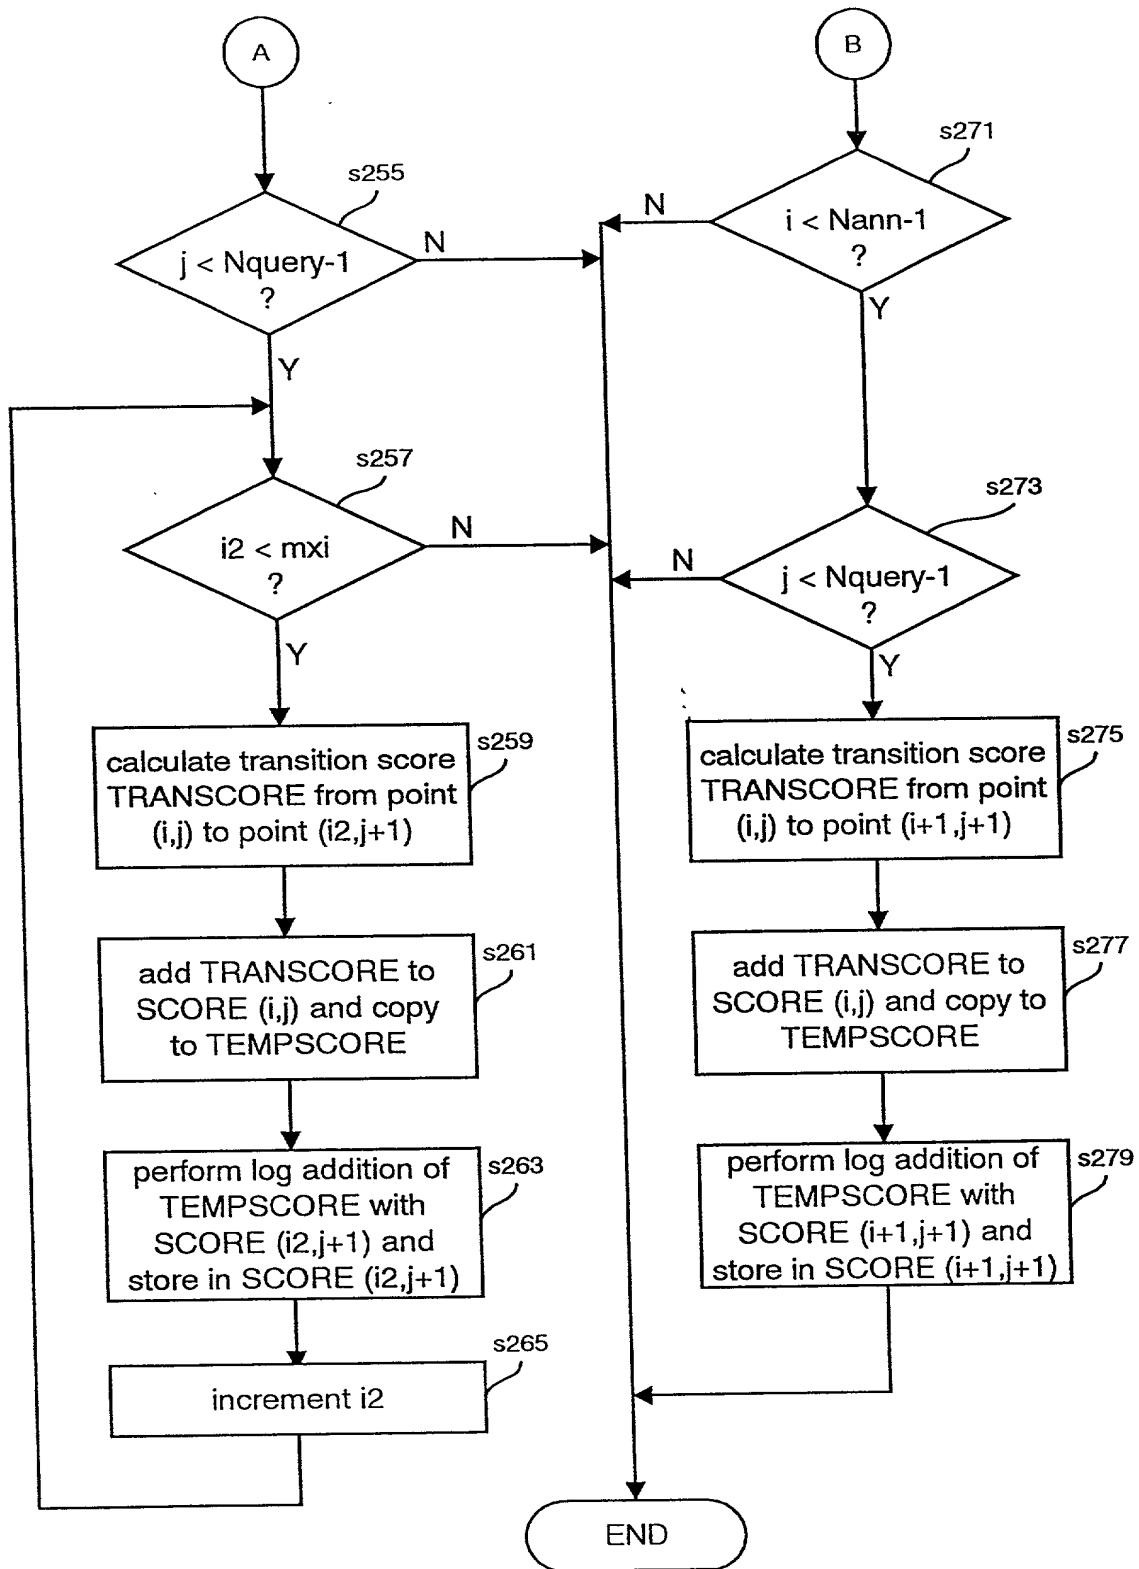 A
s255
j < Nquery-1
?
N
Y
s257
i2 < mxi
?
N
Y
s259
calculate transition score
TRANSCORE from point
(i,j) to point (i2,j+1)
s261
add TRANSCORE to
SCORE (i,j) and copy
to TEMPSCORE
s263
perform log addition of
TEMPSCORE with
SCORE (i2,j+1) and
store in SCORE (i2,j+1)
s265
increment i2
B
s271
i < Nann-1
?
N
Y
s273
j < Nquery-1
?
N
Y
s275
calculate transition score
TRANSCORE from point
(i,j) to point (i+1,j+1)
s277
add TRANSCORE to
SCORE (i,j) and copy to
TEMPSCORE
s279
perform log addition of
TEMPSCORE with
SCORE (i+1,j+1) and
store in SCORE (i+1,j+1)
END